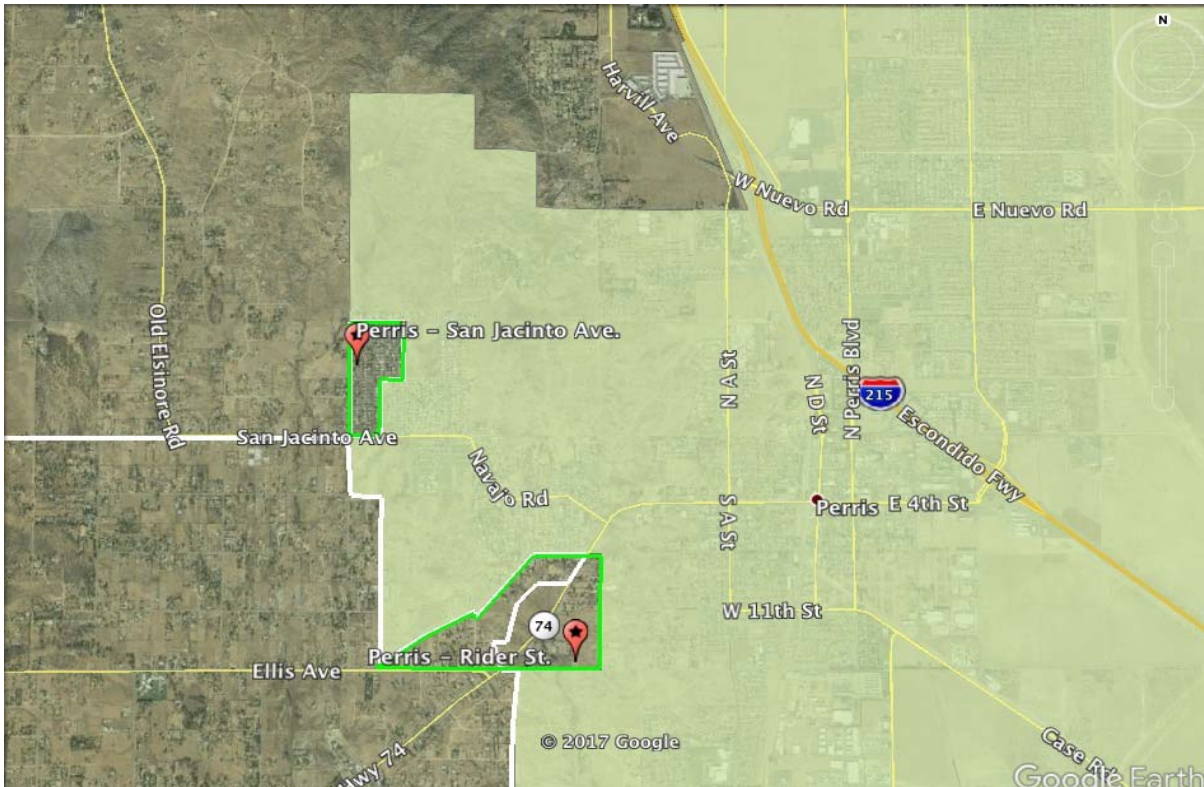 N
Harvill Ave
W Nuevo Rd
E Nuevo Rd
Old Elsinore Rd
Perris - San Jacinto Ave.
N A St
N D St
N Perris Blvd
215
Escondido Fwy
San Jacinto Ave
Navajo Rd
S A St
Perris
E 4th St
74
W 11th St
Perris - Rider St.
Ellis Ave
Hwy 74
© 2017 Google
Case Rd
Google Earth